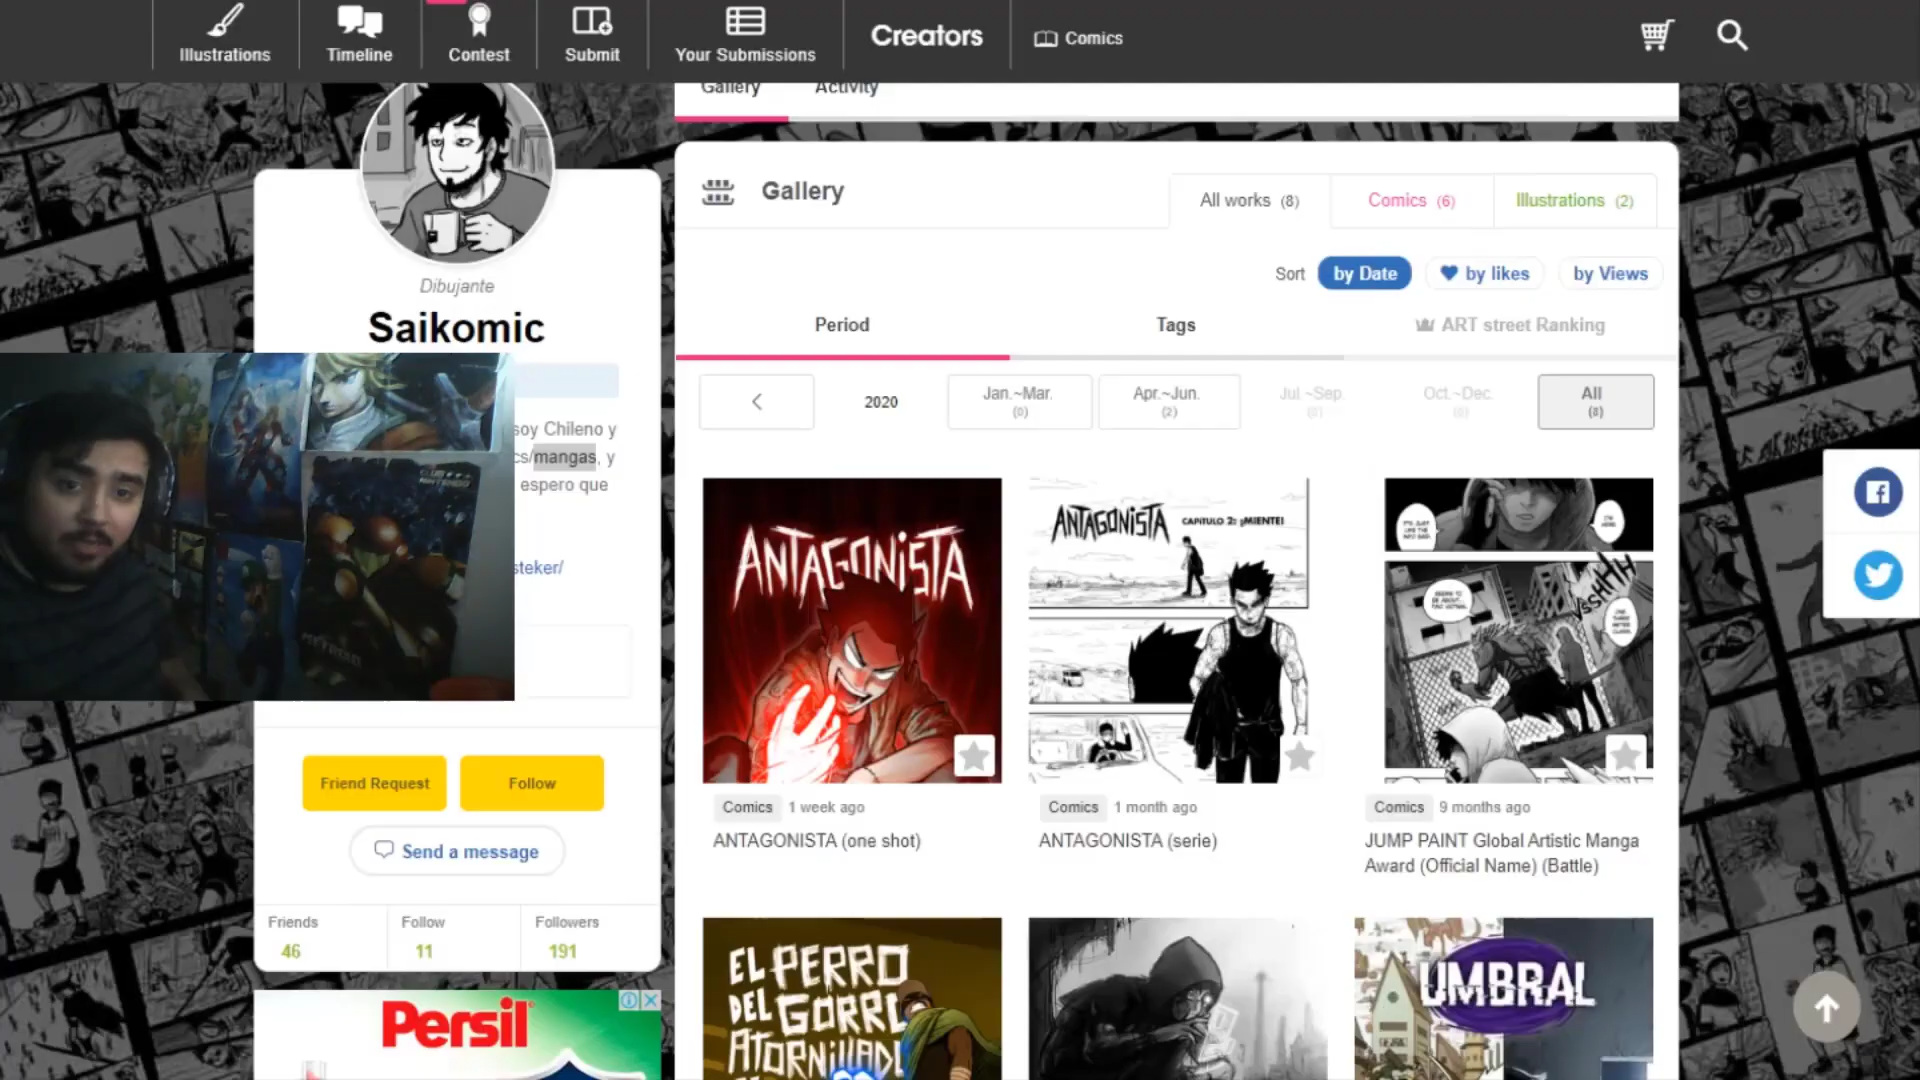 Illustrations
Timeline
Contest
Submit
Your Submissions
Creators
Comics
Gallery
Activity
Dibujante
Saikomic
soy Chileno y
cs/mangas, y
espero que
steker/
Friend Request
Follow
Send a message
Friends
Follow
Followers
46
11
191
Persil
Gallery
All works (8)
Comics (6)
Illustrations (2)
Sort
by Date
by likes
by Views
Period
Tags
ART street Ranking
2020
Jan.~Mar.
(0)
Apr.~Jun.
(2)
Jul.~Sep.
(0)
Oct.~Dec.
(0)
All
(8)
ANTAGONISTA
ANTAGONISTA
CAPITULO 2: ¡MIENTE!
Comics 1 week ago
ANTAGONISTA (one shot)
Comics 1 month ago
ANTAGONISTA (serie)
Comics 9 months ago
JUMP PAINT Global Artistic Manga
Award (Official Name) (Battle)
EL PERRO
DEL GORRO
ATORNILLADO
UMBRAL
METROID